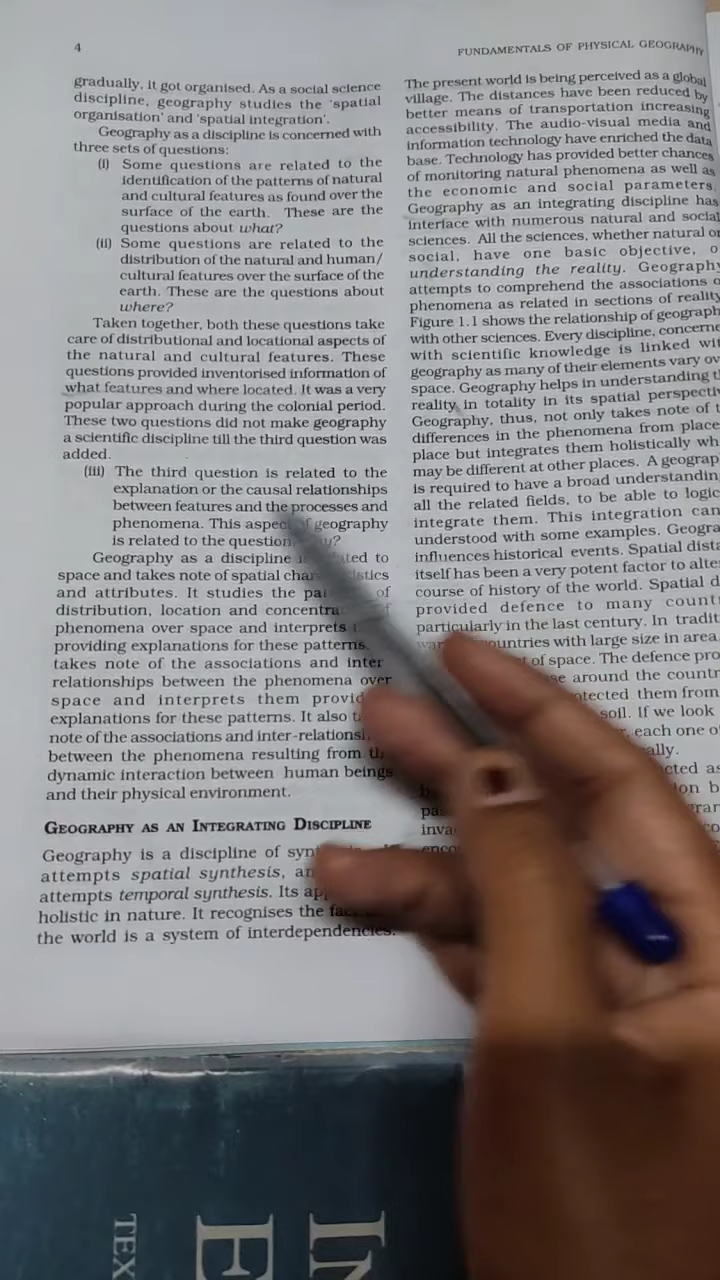 4
FUNDAMENTALS OF PHYSICAL GEOGRAPHY
gradually, it got organised. As a social science
discipline, geography studies the 'spatial
organisation' and 'spatial integration'.
Geography as a discipline is concerned with
three sets of questions:
(i) Some questions are related to the
identification of the patterns of natural
and cultural features as found over the
surface of the earth. These are the
questions about what?
(ii) Some questions are related to the
distribution of the natural and human/
cultural features over the surface of the
earth. These are the questions about
where?
Taken together, both these questions take
care of distributional and locational aspects of
the natural and cultural features. These
questions provided inventorised information of
what features and where located. It was a very
popular approach during the colonial period.
These two questions did not make geography
a scientific discipline till the third question was
added.
(iii) The third question is related to the
explanation or the causal relationships
between features and the processes and
phenomena. This aspect of geography
is related to the question,
Geography as a discipline is to
space and takes note of spatial
and attributes. It studies the of
distribution, location and
phenomenon over space and interprets
providing explanations for these patterns.
takes note of the associations and inter
relationships between the phenomena over
space and interprets them
explanations for these patterns. It also
note of the associations and
between the phenomena resulting from the
dynamic interaction between human beings
and their physical environment.
GEOGRAPHY AS AN INTEGRATING DISCIPLINE
Geography is a discipline of
attempts spatial synthesis,
attempts temporal synthesis. Its
holistic in nature. It recognises the
the world is a system of interdependencies.
The present world is being perceived as a global
village. The distances have been reduced by
better means of transportation increasing
accessibility. The audio-visual media and
information technology have enriched the data
base. Technology has provided better chances
of monitoring natural phenomena as well as
the economic and social parameters.
Geography as an integrating discipline has
interface with numerous natural and social
sciences. All the sciences, whether natural or
social, have one basic objective, o
understanding the reality. Geography
attempts to comprehend the associations o
phenomena as related in sections of reality
Figure 1.1 shows the relationship of geograph
with other sciences. Every discipline, concerne
with scientific knowledge is linked wit
geography as many of their elements vary ov
space. Geography helps in understanding t
reality in totality in its spatial perspectiv
Geography, thus, not only takes note of t
differences in the phenomena from place
place but integrates them holistically wh
may be different at other places. A geograp
is required to have a broad understanding
all the related fields, to be able to logic
integrate them. This integration can
understood with some examples. Geogra
influences historical events. Spatial dista
itself has been a very potent factor to alte
course of history of the world. Spatial d
provided defence to many count
particularly in the last century. In tradit
countries with large size in area
of space. The defence pro
around the countr
from
soil. If we look
each one o
as
inva
TEX
E
IN